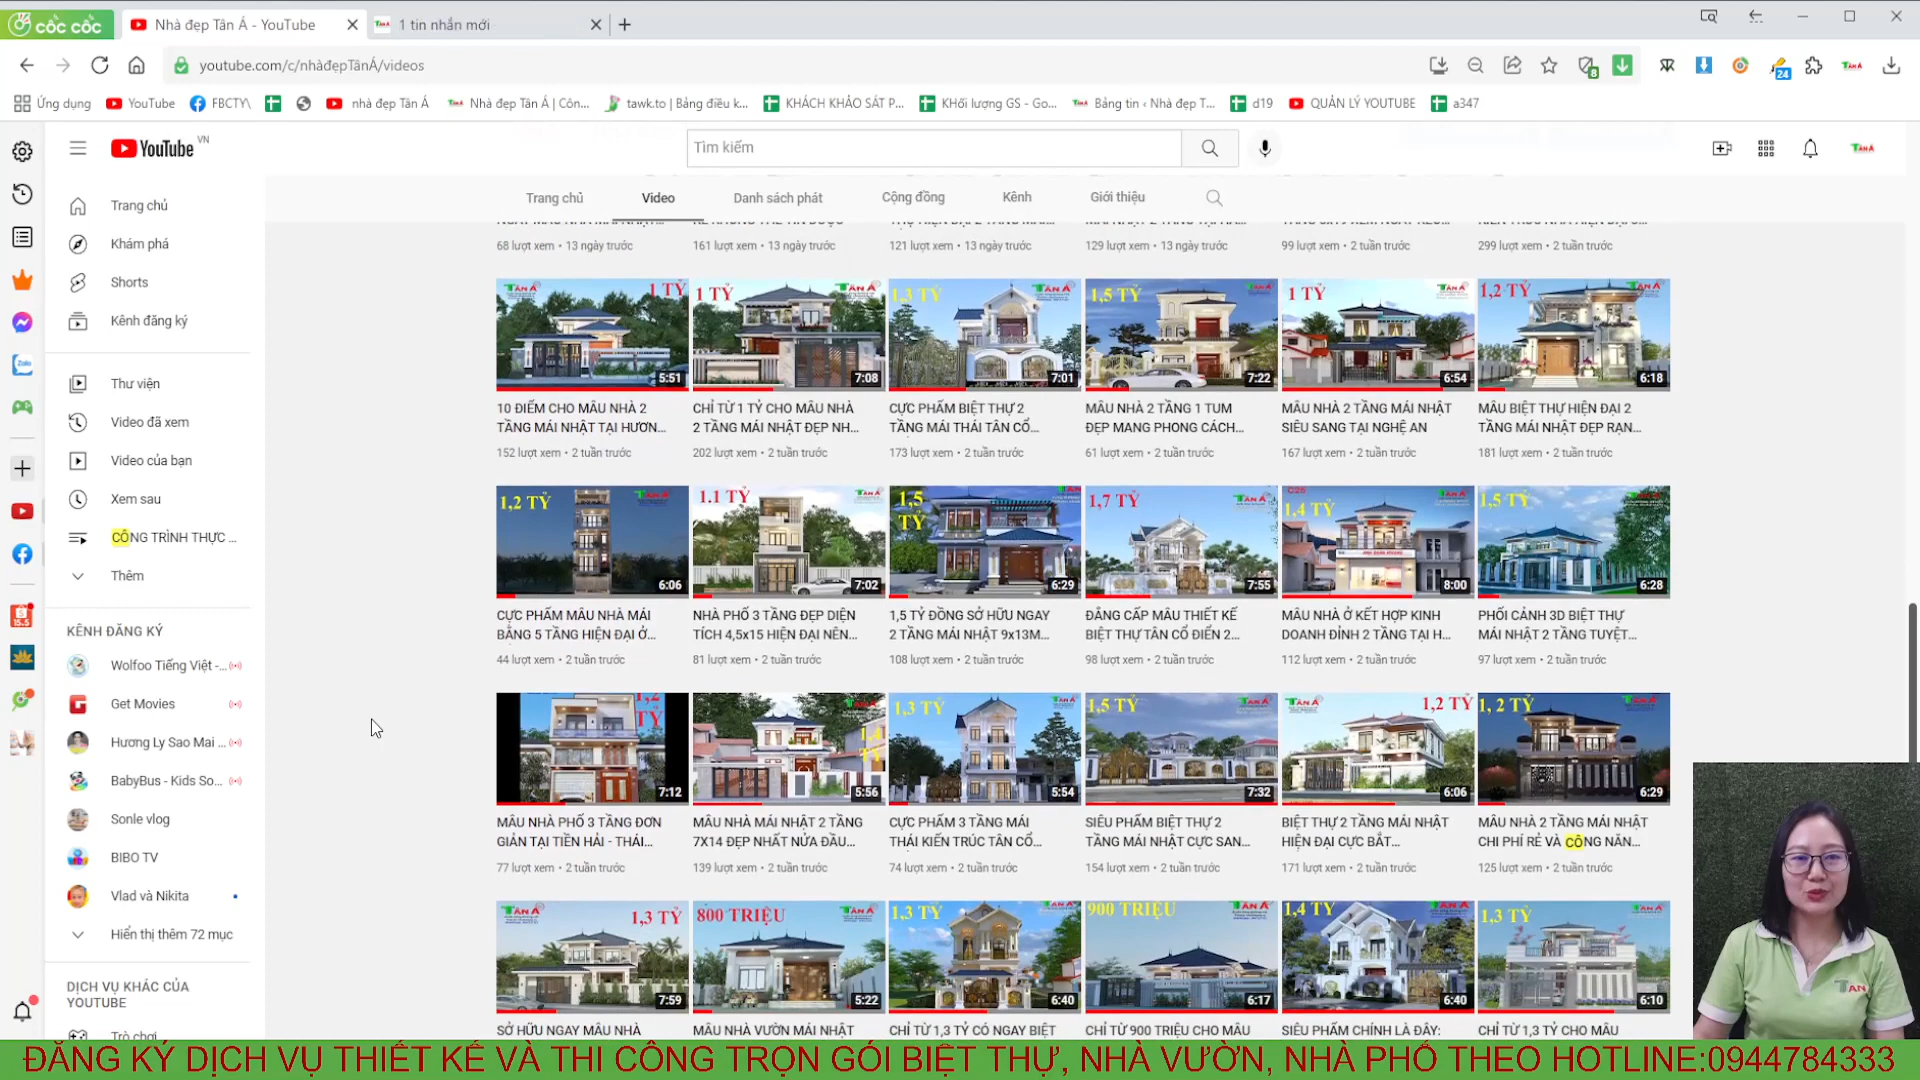 cốc cốc
Nhà đẹp Tân Á - YouTube
1 tin nhắn mới
youtube.com/c/nhàđẹpTânÁ/videos
8
24
TÂN Á
Ứng dụng
YouTube
FBCTY\
nhà đẹp Tân Á
Nhà đẹp Tân Á | Côn...
tawk.to | Bảng điều k...
KHÁCH KHẢO SÁT P...
KHối lượng GS - Go...
Bảng tin ‹ Nhà đẹp T...
d19
QUẢN LÝ YOUTUBE
a347
YouTube VN
Tìm kiếm
TÂN Á
Trang chủ
Video
Danh sách phát
Cộng đồng
Kênh
Giới thiệu
Trang chủ
Khám phá
Shorts
Kênh đăng ký
Thư viện
Video đã xem
Video của bạn
Xem sau
CÔNG TRÌNH THỰC ...
Thêm
KÊNH ĐĂNG KÝ
Wolfoo Tiếng Việt -...
Get Movies
Hương Ly Sao Mai ...
BabyBus - Kids So...
Sonle vlog
BIBO TV
Vlad và Nikita
Hiển thị thêm 72 mục
DỊCH VỤ KHÁC CỦA
YOUTUBE
Trò chơi
Zalo
15.5
68 lượt xem • 13 ngày trước
161 lượt xem • 13 ngày trước
121 lượt xem • 13 ngày trước
129 lượt xem • 13 ngày trước
99 lượt xem • 2 tuần trước
299 lượt xem • 2 tuần trước
1 TỶ
5:51
1 TỶ
7:08
1,3 TỶ
7:01
1,5 TỶ
7:22
1 TỶ
6:54
1,2 TỶ
6:18
10 ĐIỂM CHO MẪU NHÀ 2
TẦNG MÁI NHẬT TẠI HƯƠN...
152 lượt xem • 2 tuần trước
CHỈ TỪ 1 TỶ CHO MẪU NHÀ
2 TẦNG MÁI NHẬT ĐẸP NH...
202 lượt xem • 2 tuần trước
CỰC PHẨM BIỆT THỰ 2
TẦNG MÁI THÁI TÂN CỔ...
173 lượt xem • 2 tuần trước
MẪU NHÀ 2 TẦNG 1 TUM
ĐẸP MANG PHONG CÁCH...
61 lượt xem • 2 tuần trước
MẪU NHÀ 2 TẦNG MÁI NHẬT
SIÊU SANG TẠI NGHỆ AN
167 lượt xem • 2 tuần trước
MẪU BIỆT THỰ HIỆN ĐẠI 2
TẦNG MÁI NHẬT ĐẸP RẠN...
181 lượt xem • 2 tuần trước
1,2 TỶ
6:06
1.1 TỶ
7:02
1,5
TỶ
6:29
1,7 TỶ
7:55
C25
1,4 TỶ
8:00
1,5 TỶ
6:28
CỰC PHẨM MẪU NHÀ MÁI
BẰNG 5 TẦNG HIỆN ĐẠI Ở...
44 lượt xem • 2 tuần trước
NHÀ PHỐ 3 TẦNG ĐẸP DIỆN
TÍCH 4,5x15 HIỆN ĐẠI NÊN...
81 lượt xem • 2 tuần trước
1,5 TỶ ĐỒNG SỞ HỮU NGAY
2 TẦNG MÁI NHẬT 9x13M...
108 lượt xem • 2 tuần trước
ĐẲNG CẤP MẪU THIẾT KẾ
BIỆT THỰ TÂN CỔ ĐIỂN 2...
98 lượt xem • 2 tuần trước
MẪU NHÀ Ở KẾT HỢP KINH
DOANH ĐỈNH 2 TẦNG TẠI H...
112 lượt xem • 2 tuần trước
PHỐI CẢNH 3D BIỆT THỰ
MÁI NHẬT 2 TẦNG TUYỆT...
97 lượt xem • 2 tuần trước
1,2
TỶ
7:12
1,4
TỶ
5:56
1,3 TỶ
5:54
1,5 TỶ
7:32
1,2 TỶ
6:06
1, 2 TỶ
6:29
MẪU NHÀ PHỐ 3 TẦNG ĐƠN
GIẢN TẠI TIỀN HẢI - THÁI...
77 lượt xem • 2 tuần trước
MẪU NHÀ MÁI NHẬT 2 TẦNG
7X14 ĐẸP NHẤT NỬA ĐẦU...
139 lượt xem • 2 tuần trước
CỰC PHẨM 3 TẦNG MÁI
THÁI KIẾN TRÚC TÂN CỔ...
74 lượt xem • 2 tuần trước
SIÊU PHẨM BIỆT THỰ 2
TẦNG MÁI NHẬT CỰC SAN...
154 lượt xem • 2 tuần trước
BIỆT THỰ 2 TẦNG MÁI NHẬT
HIỆN ĐẠI CỰC BẮT...
171 lượt xem • 2 tuần trước
MẪU NHÀ 2 TẦNG MÁI NHẬT
CHI PHÍ RẺ VÀ CÔNG NĂN...
125 lượt xem • 2 tuần trước
1,3 TỶ
7:59
800 TRIỆU
5:22
1,3 TỶ
6:40
900 TRIỆU
6:17
1,4 TỶ
6:40
1,3 TỶ
6:10
SỞ HỮU NGAY MẪU NHÀ
MẪU NHÀ VƯỜN MÁI NHẬT
CHỈ TỪ 1,3 TỶ CÓ NGAY BIỆT
CHỈ TỪ 900 TRIỆU CHO MẪU
SIÊU PHẨM CHÍNH LÀ ĐÂY:
CHỈ TỪ 1,3 TỶ CHO MẪU
ĐĂNG KÝ DỊCH VỤ THIẾT KẾ VÀ THI CÔNG TRỌN GÓI BIỆT THỰ, NHÀ VƯỜN, NHÀ PHỐ THEO HOTLINE:0944784333